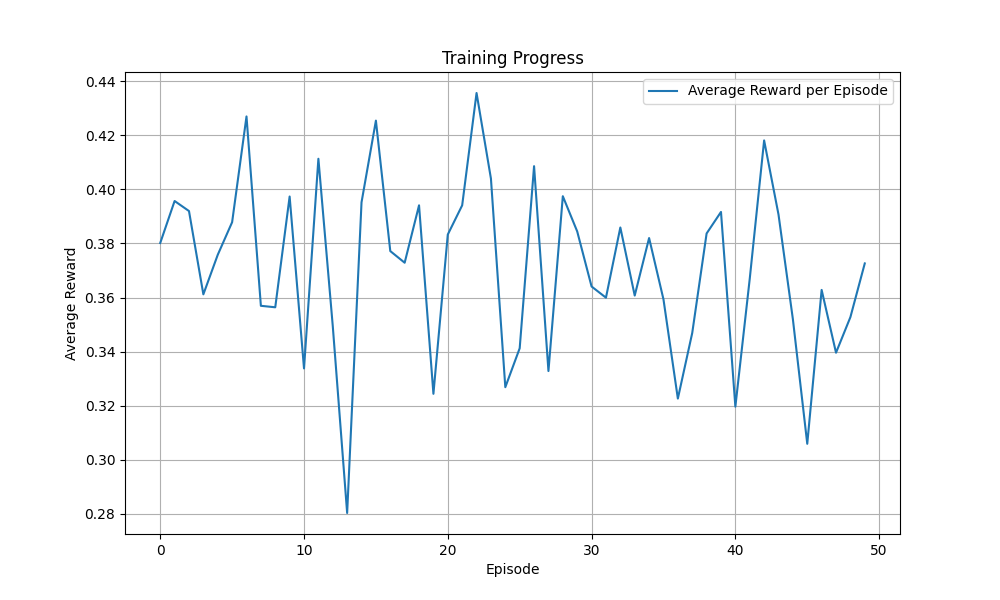 Training Progress
Average Reward per Episode
Average Reward
0.44
0.42
0.40
0.38
0.36
0.34
0.32
0.30
0.28
0 10 20 30 40 50
Episode